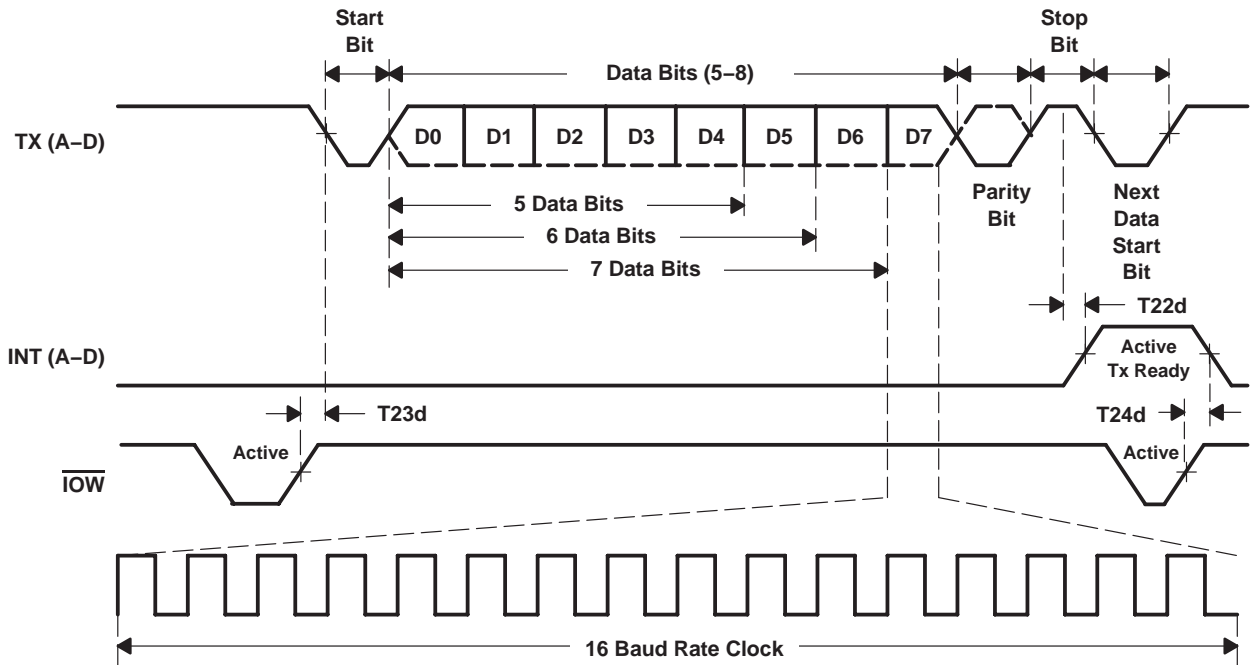 Start
Bit
Stop
Bit
Data Bits (5–8)
TX (A–D)
D0 D1 D2 D3 D4 D5 D6 D7
Parity
Bit
Next
Data
Start
Bit
5 Data Bits
6 Data Bits
7 Data Bits
T22d
INT (A–D)
Active
Tx Ready
T23d
T24d
IOW
Active
Active
16 Baud Rate Clock